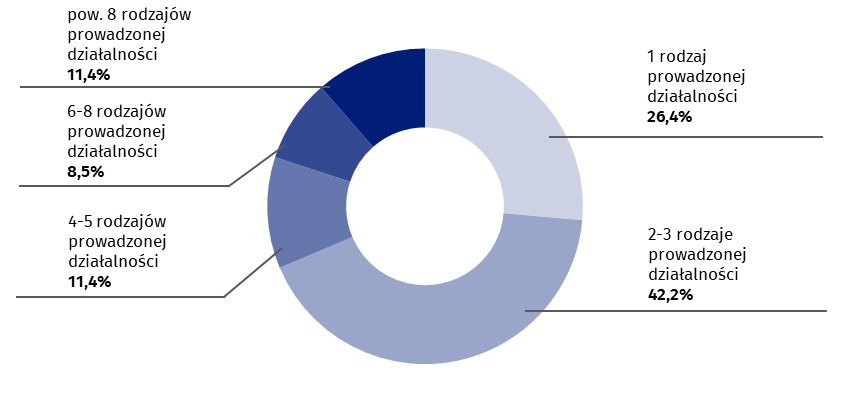 pow. 8 rodzajów
prowadzonej
działalności
11,4%
6-8 rodzajów
prowadzonej
działalności
8,5%
4-5 rodzajów
prowadzonej
działalności
11,4%
1 rodzaj
prowadzonej
działalności
26,4%
2-3 rodzaje
prowadzonej
działalności
42,2%